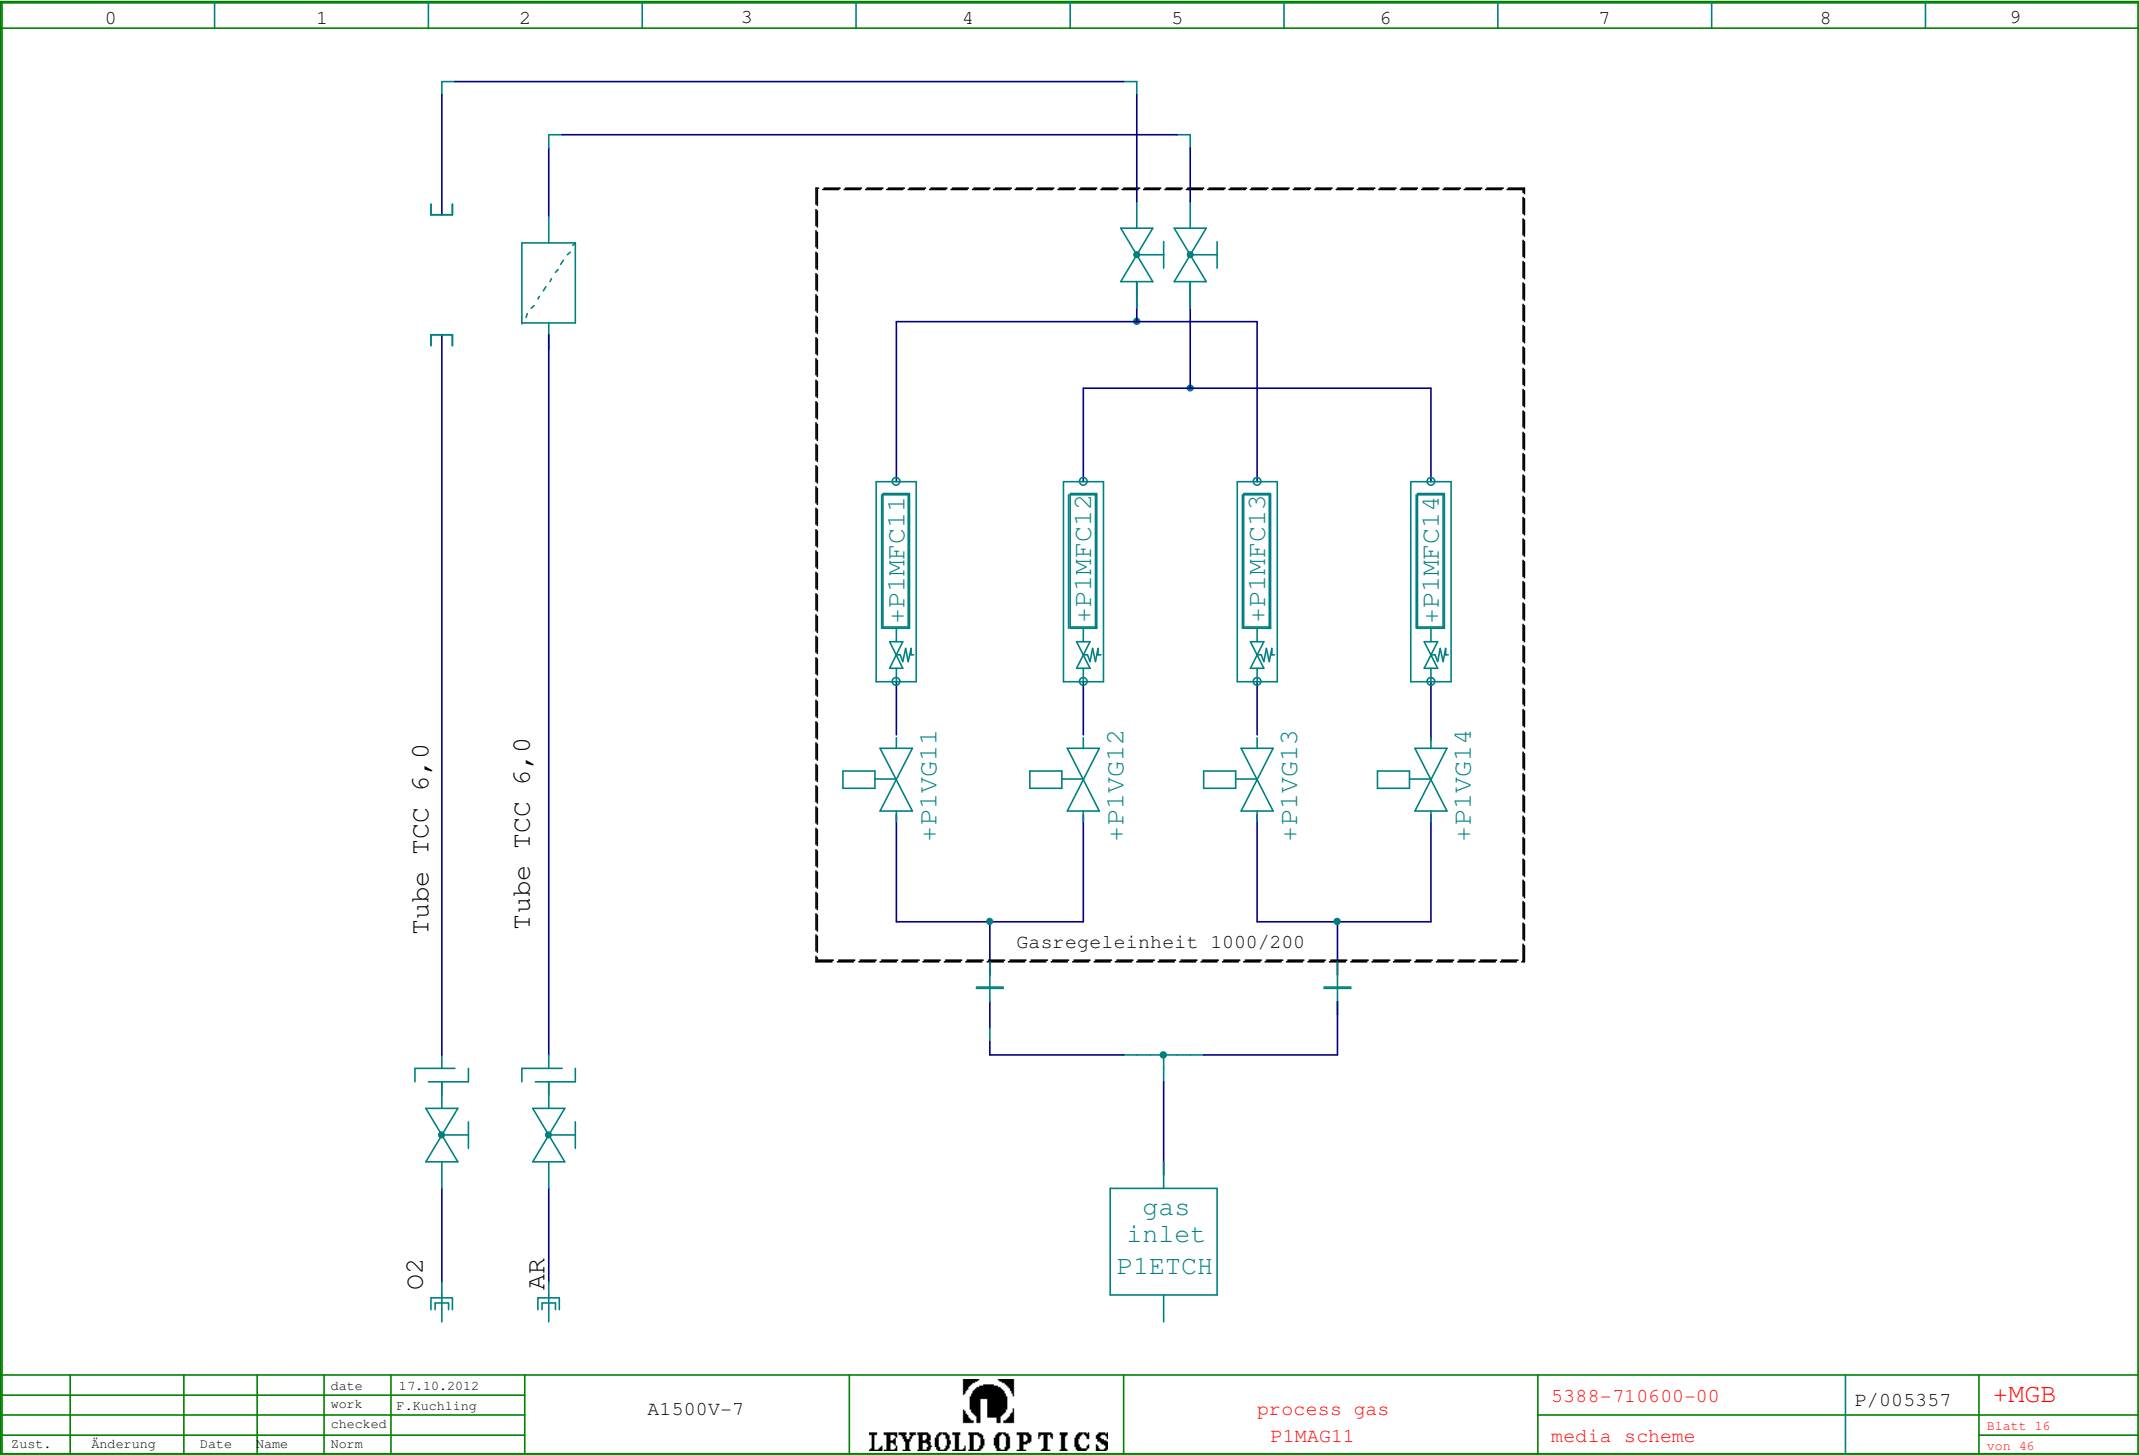 0 1 2 3 4 5 6 7 8 9
+P1MFC11
+P1MFC12
+P1MFC13
+P1MFC14
+P1VG11
+P1VG12
+P1VG13
+P1VG14
Tube TCC 6,0
Tube TCC 6,0
Gasregeleinheit 1000/200
gas
inlet
P1ETCH
O2
AR
date 17.10.2012
work F.Kuchling
checked
Zust. Änderung Date Name Norm
A1500V-7
LEYBOLD OPTICS
process gas
P1MAG11
5388-710600-00
media scheme
P/005357
+MGB
Blatt 16
von 46